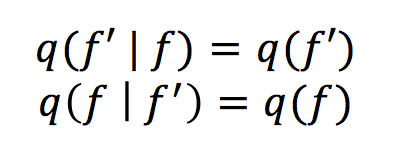 q(f′ | f) = q(f′)
q(f | f′) = q(f)